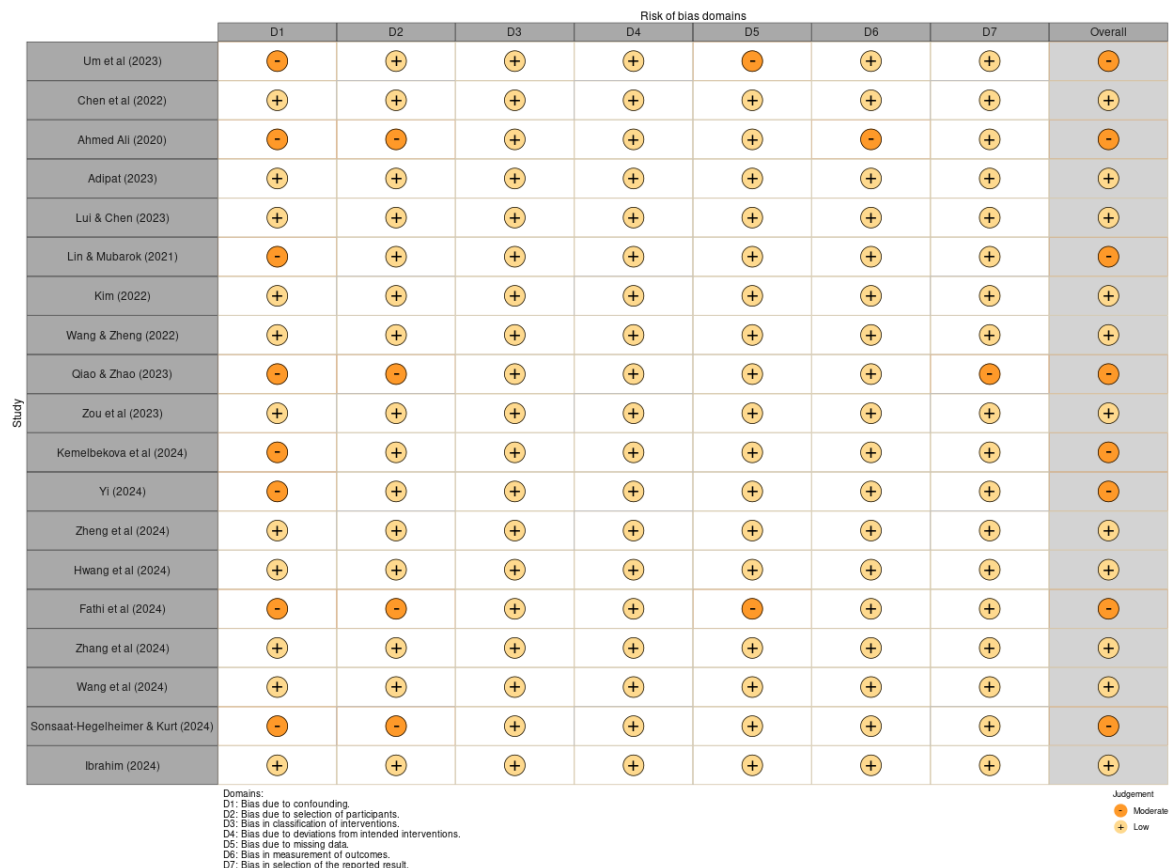 Risk of bias domains
D1 D2 D3 D4 D5 D6 D7 Overall
Study
Um et al (2023) - + + + - + + -
Chen et al (2022) + + + + + + + +
Ahmed Ali (2020) - - + + + - + -
Adipat (2023) + + + + + + + +
Lui & Chen (2023) + + + + + + + +
Lin & Mubarok (2021) - + + + + + + -
Kim (2022) + + + + + + + +
Wang & Zheng (2022) + + + + + + + +
Qiao & Zhao (2023) - - + + + + - -
Zou et al (2023) + + + + + + + +
Kemelbekova et al (2024) - + + + + + + -
Yi (2024) - + + + + + + -
Zheng et al (2024) + + + + + + + +
Hwang et al (2024) + + + + + + + +
Fathi et al (2024) - - + + - + + -
Zhang et al (2024) + + + + + + + +
Wang et al (2024) + + + + + + + +
Sonsaat-Hegelheimer & Kurt (2024) - - + + + + + -
Ibrahim (2024) + + + + + + + +
Domains:
D1: Bias due to confounding.
D2: Bias due to selection of participants.
D3: Bias in classification of interventions.
D4: Bias due to deviations from intended interventions.
D5: Bias due to missing data.
D6: Bias in measurement of outcomes.
D7: Bias in selection of the reported result.
Judgement
- Moderate
+ Low